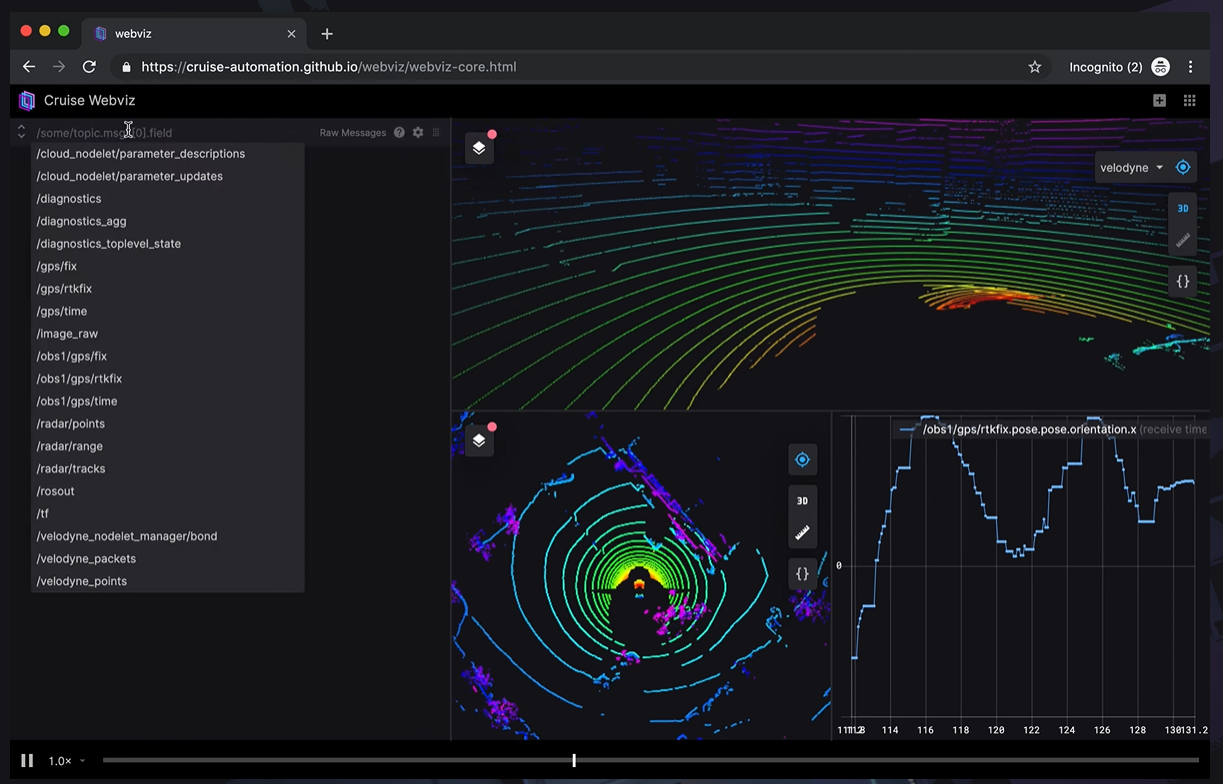 webviz
https://cruise-automation.github.io/webviz/webviz-core.html
Incognito (2)
Cruise Webviz
/some/topic.msg[0].field
Raw Messages
/cloud_nodelet/parameter_descriptions
/cloud_nodelet/parameter_updates
/diagnostics
/diagnostics_agg
/diagnostics_toplevel_state
/gps/fix
/gps/rtkfix
/gps/time
/image_raw
/obs1/gps/fix
/obs1/gps/rtkfix
/obs1/gps/time
/radar/points
/radar/range
/radar/tracks
/rosout
/tf
/velodyne_nodelet_manager/bond
/velodyne_packets
/velodyne_points
velodyne
3D
{}
3D
{}
/obs1/gps/rtkfix.pose.pose.orientation.x (receive time
0
114 116 118 120 122 124 126 128 130 131.2
1.0×